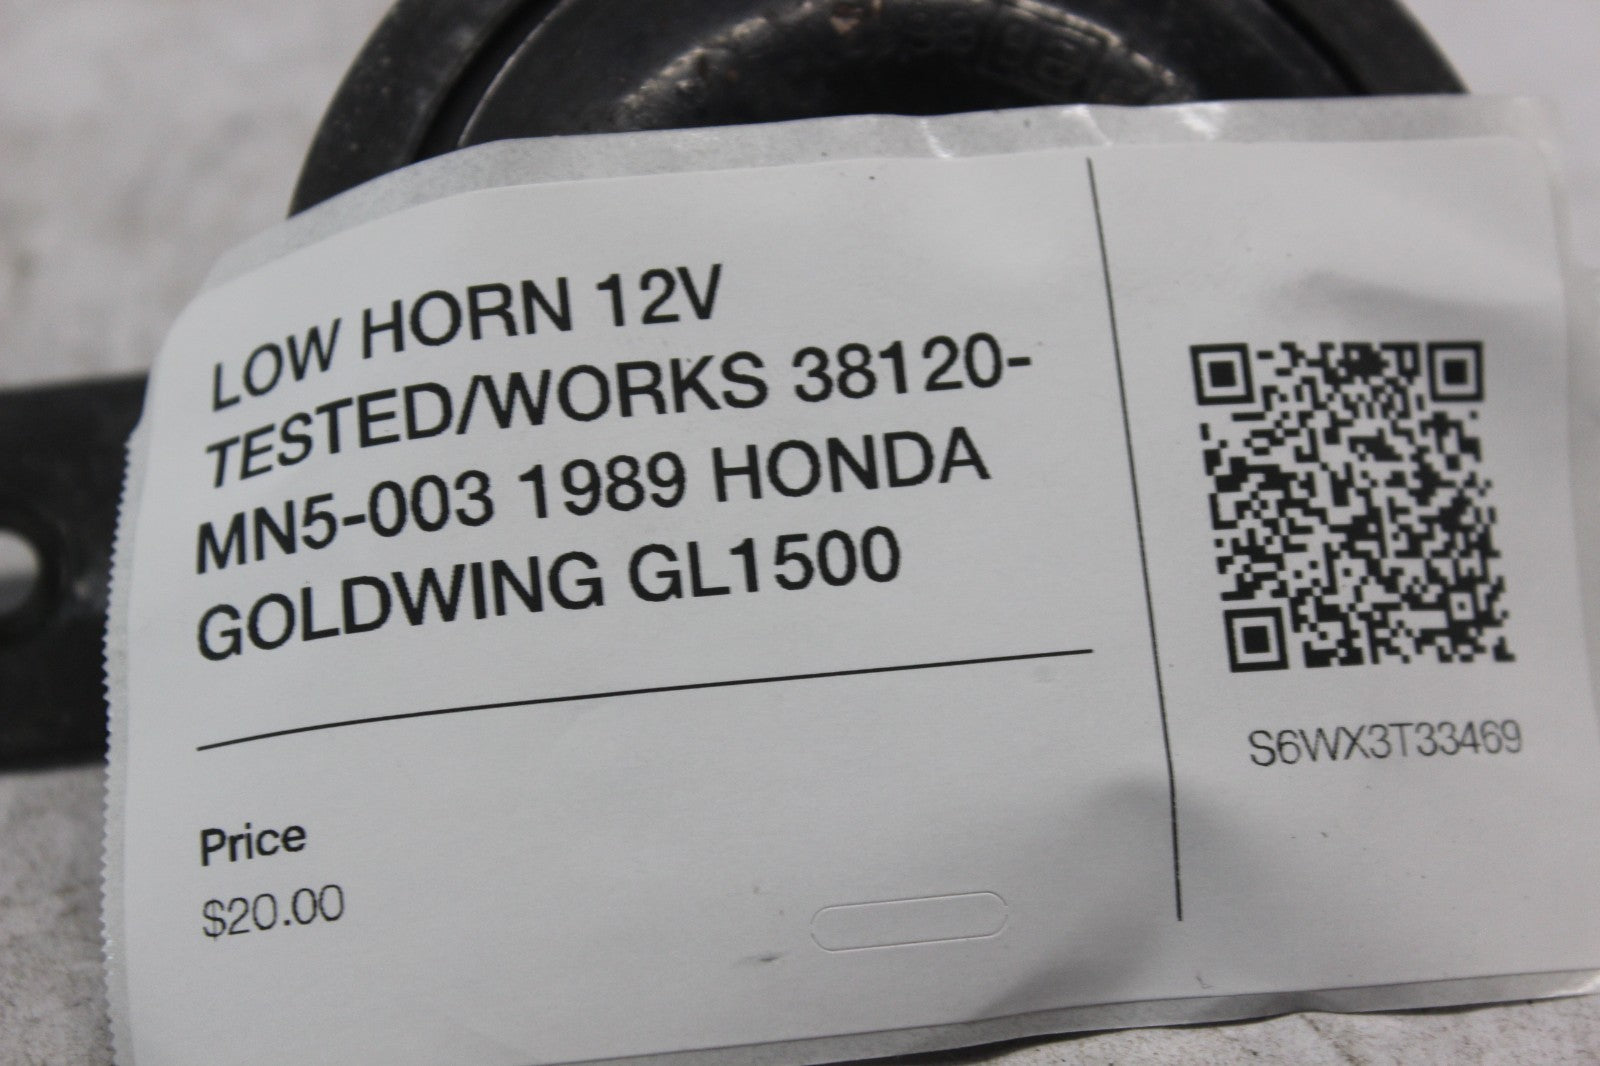 LOW HORN 12V
TESTED/WORKS 38120-
MN5-003 1989 HONDA
GOLDWING GL1500
Price
$20.00
S6WX3T33469